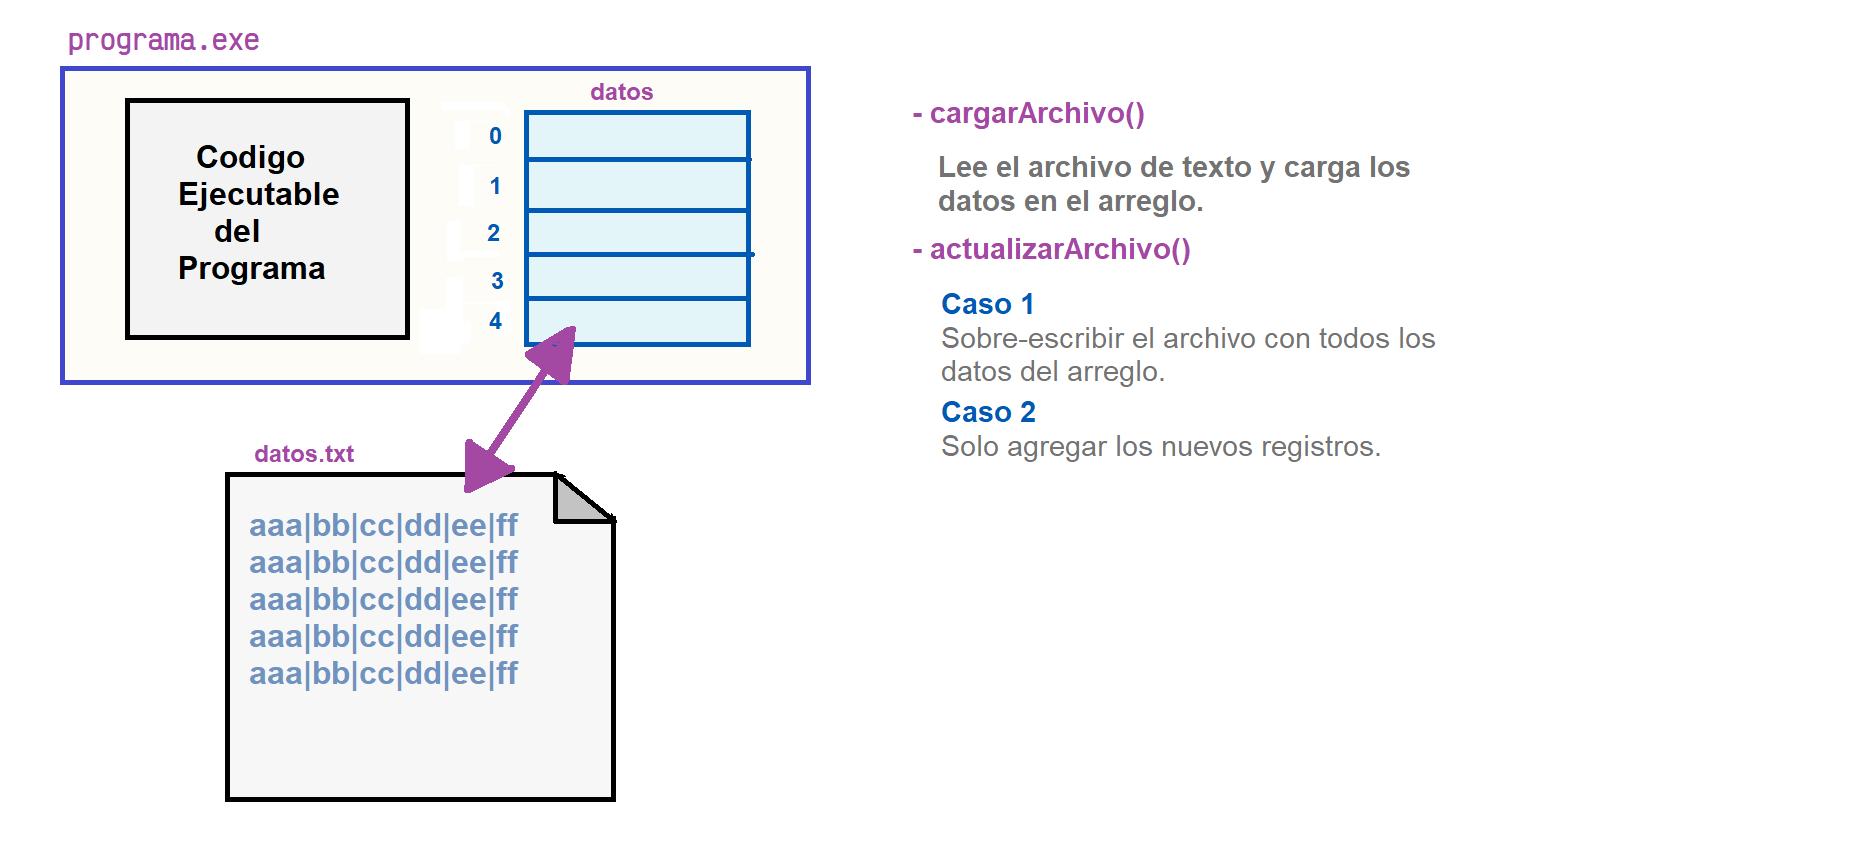 programa.exe
datos
Codigo
Ejecutable
del
Programa
0
1
2
3
4
datos.txt
aaa|bb|cc|dd|ee|ff
aaa|bb|cc|dd|ee|ff
aaa|bb|cc|dd|ee|ff
aaa|bb|cc|dd|ee|ff
aaa|bb|cc|dd|ee|ff
- cargarArchivo()
Lee el archivo de texto y carga los
datos en el arreglo.
- actualizarArchivo()
Caso 1
Sobre-escribir el archivo con todos los
datos del arreglo.
Caso 2
Solo agregar los nuevos registros.